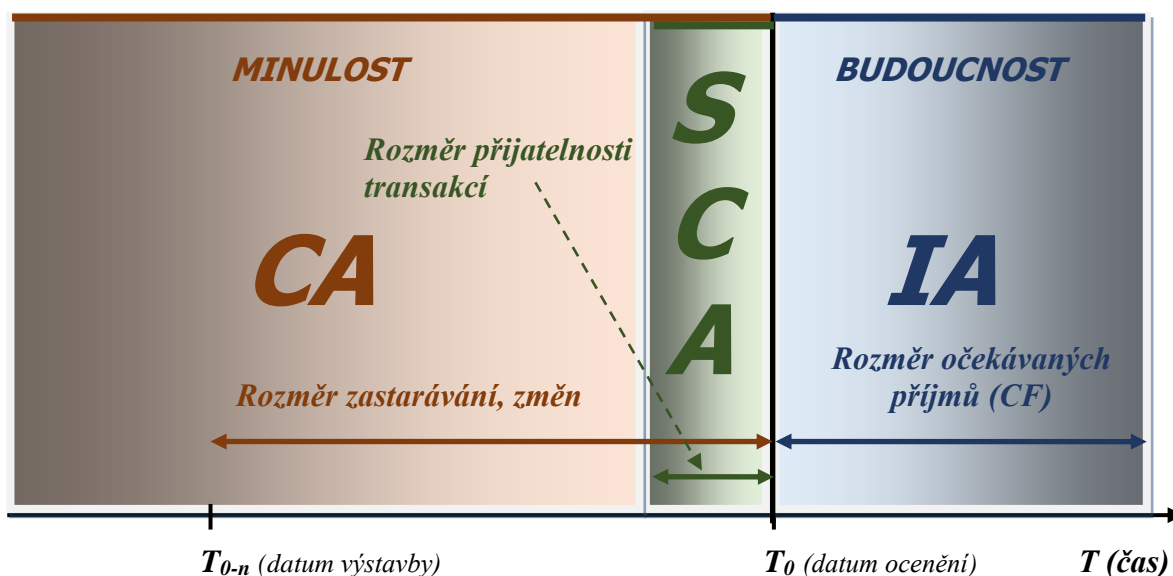 MINULOST
BUDOUCNOST
S
C
A
Rozměr přijatelnosti
transakcí
CA
IA
Rozměr očekávaných
příjmů (CF)
Rozměr zastarávání, změn
T0-n (datum výstavby)
T0 (datum ocenění)
T (čas)